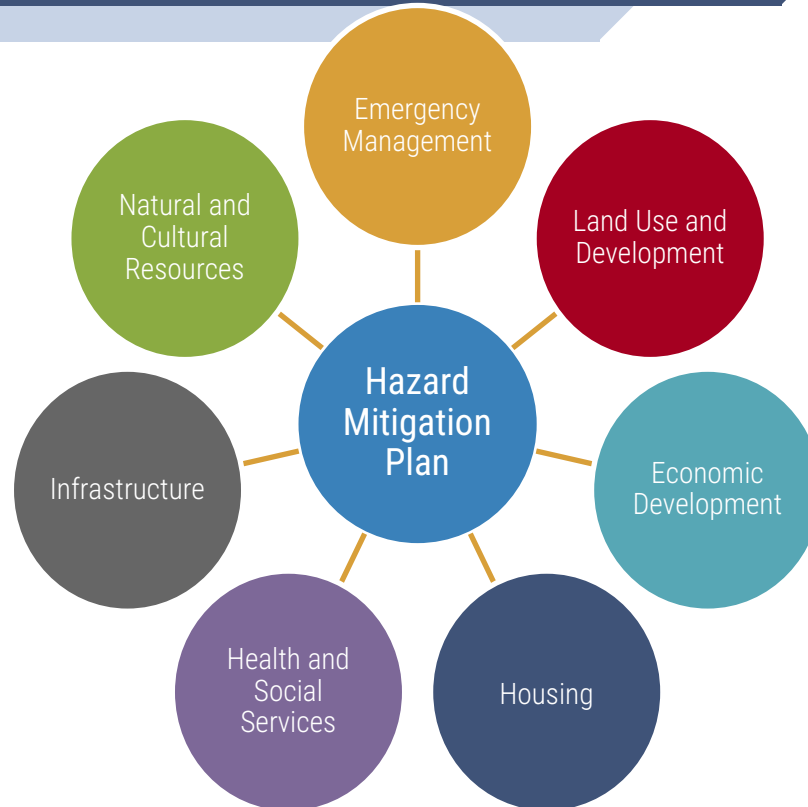 Emergency
Management
Land Use and
Development
Economic
Development
Housing
Health and
Social
Services
Infrastructure
Natural and
Cultural
Resources
Hazard
Mitigation
Plan